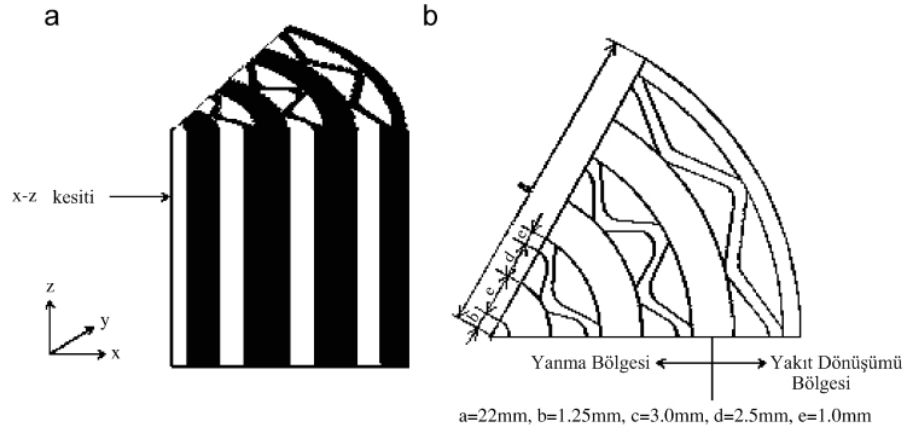 a
b
x-z kesiti
z
y
x
a
b
e
d
c
Yanma Bölgesi
Yakıt Dönüşümü
Bölgesi
a=22mm, b=1.25mm, c=3.0mm, d=2.5mm, e=1.0mm